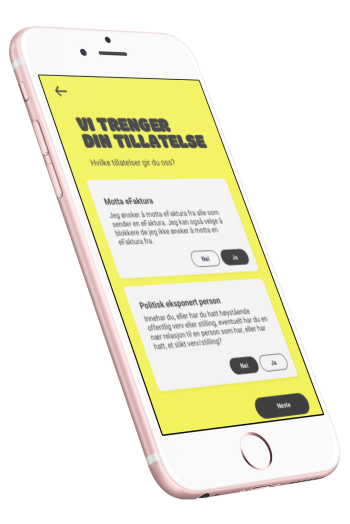 VI TRENGER
DIN TILLATELSE
Hvilke tillatelser gir du oss?
Motta eFaktura
Jeg ønsker å motta eFaktura fra alle som
sender en eFaktura. Jeg kan også velge å
blokkere de jeg ikke ønsker å motta en
eFaktura fra.
Nei Ja
Politisk eksponert person
Innehar du, eller har du hatt høystående
offentlig verv eller stilling, eventuelt har du en
nær relasjon til en person som har, eller har
hatt, et slikt verv/stilling?
Nei Ja
Neste